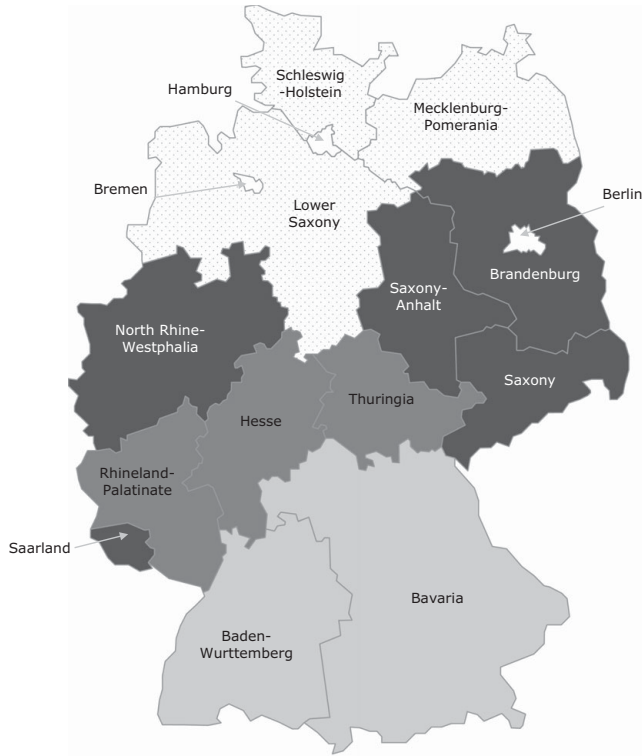 Schleswig
-Holstein
Hamburg
Mecklenburg-
Pomerania
Bremen
Berlin
Lower
Saxony
Brandenburg
Saxony-
Anhalt
North Rhine-
Westphalia
Saxony
Thuringia
Hesse
Rhineland-
Palatinate
Saarland
Bavaria
Baden-
Wurttemberg